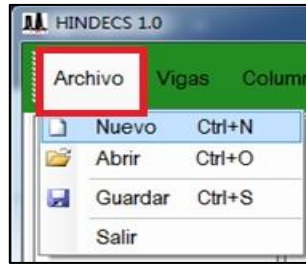 HINDECS 1.0
Archivo Vigas
Nuevo Ctrl+N
Abrir Ctrl+O
Guardar Ctrl+S
Salir